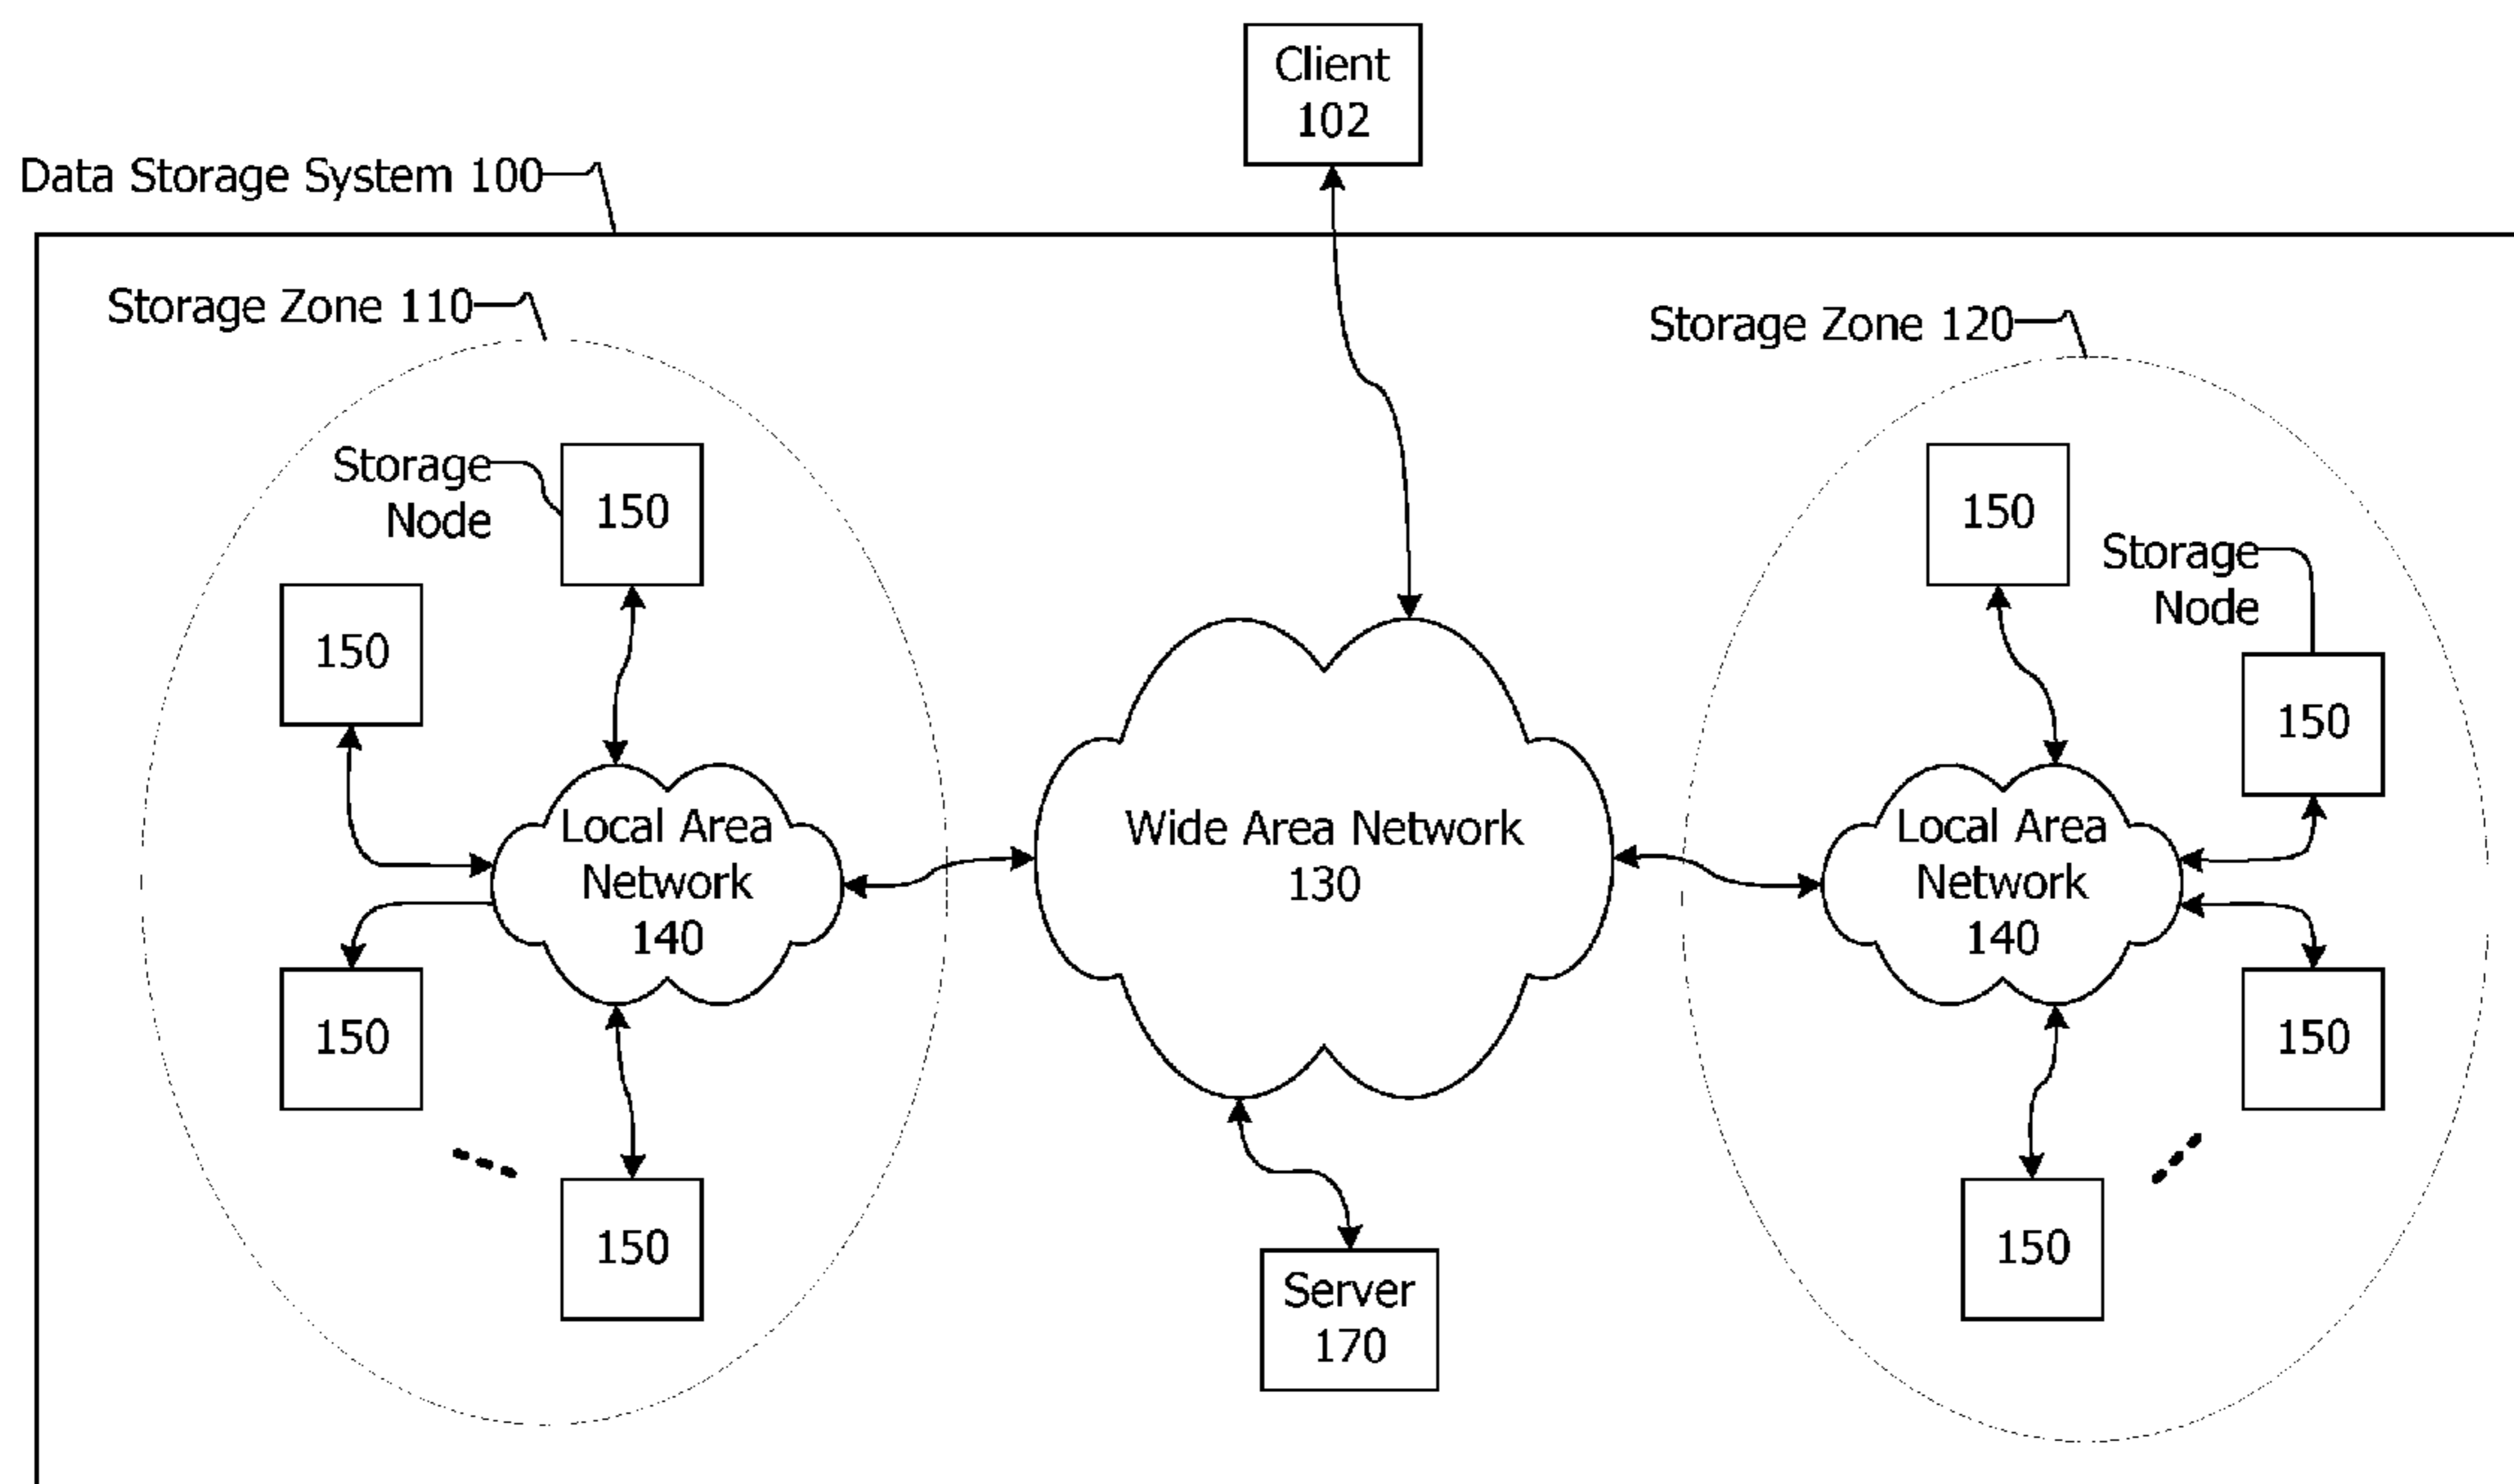 Client
102
Data Storage System 100
Storage Zone 110
Storage Zone 120
Storage
Node
150
150
150
Storage
Node
150
Local Area
Network
140
Wide Area Network
130
Local Area
Network
140
150
150
150
150
Server
170